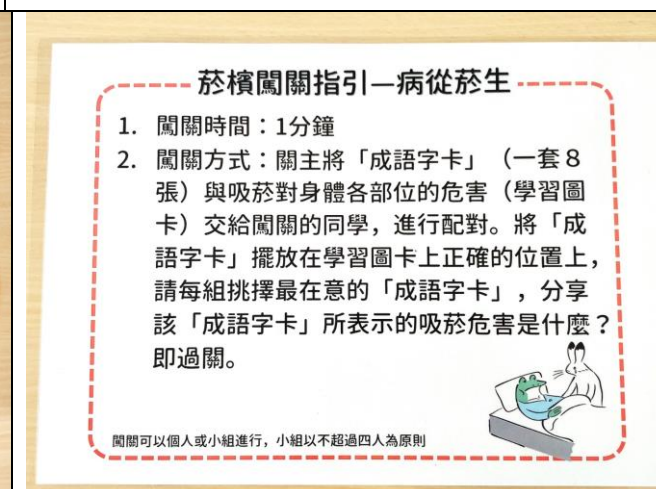 菸檳闖關指引—病從菸生
1. 闖關時間：1分鐘
2. 闖關方式：關主將「成語字卡」（一套８
張）與吸菸對身體各部位的危害（學習圖
卡）交給闖關的同學，進行配對。將「成
語字卡」擺放在學習圖卡上正確的位置上，
請每組挑擇最在意的「成語字卡」，分享
該「成語字卡」所表示的吸菸危害是什麼？
即過關。
闖關可以個人或小組進行，小組以不超過四人為原則